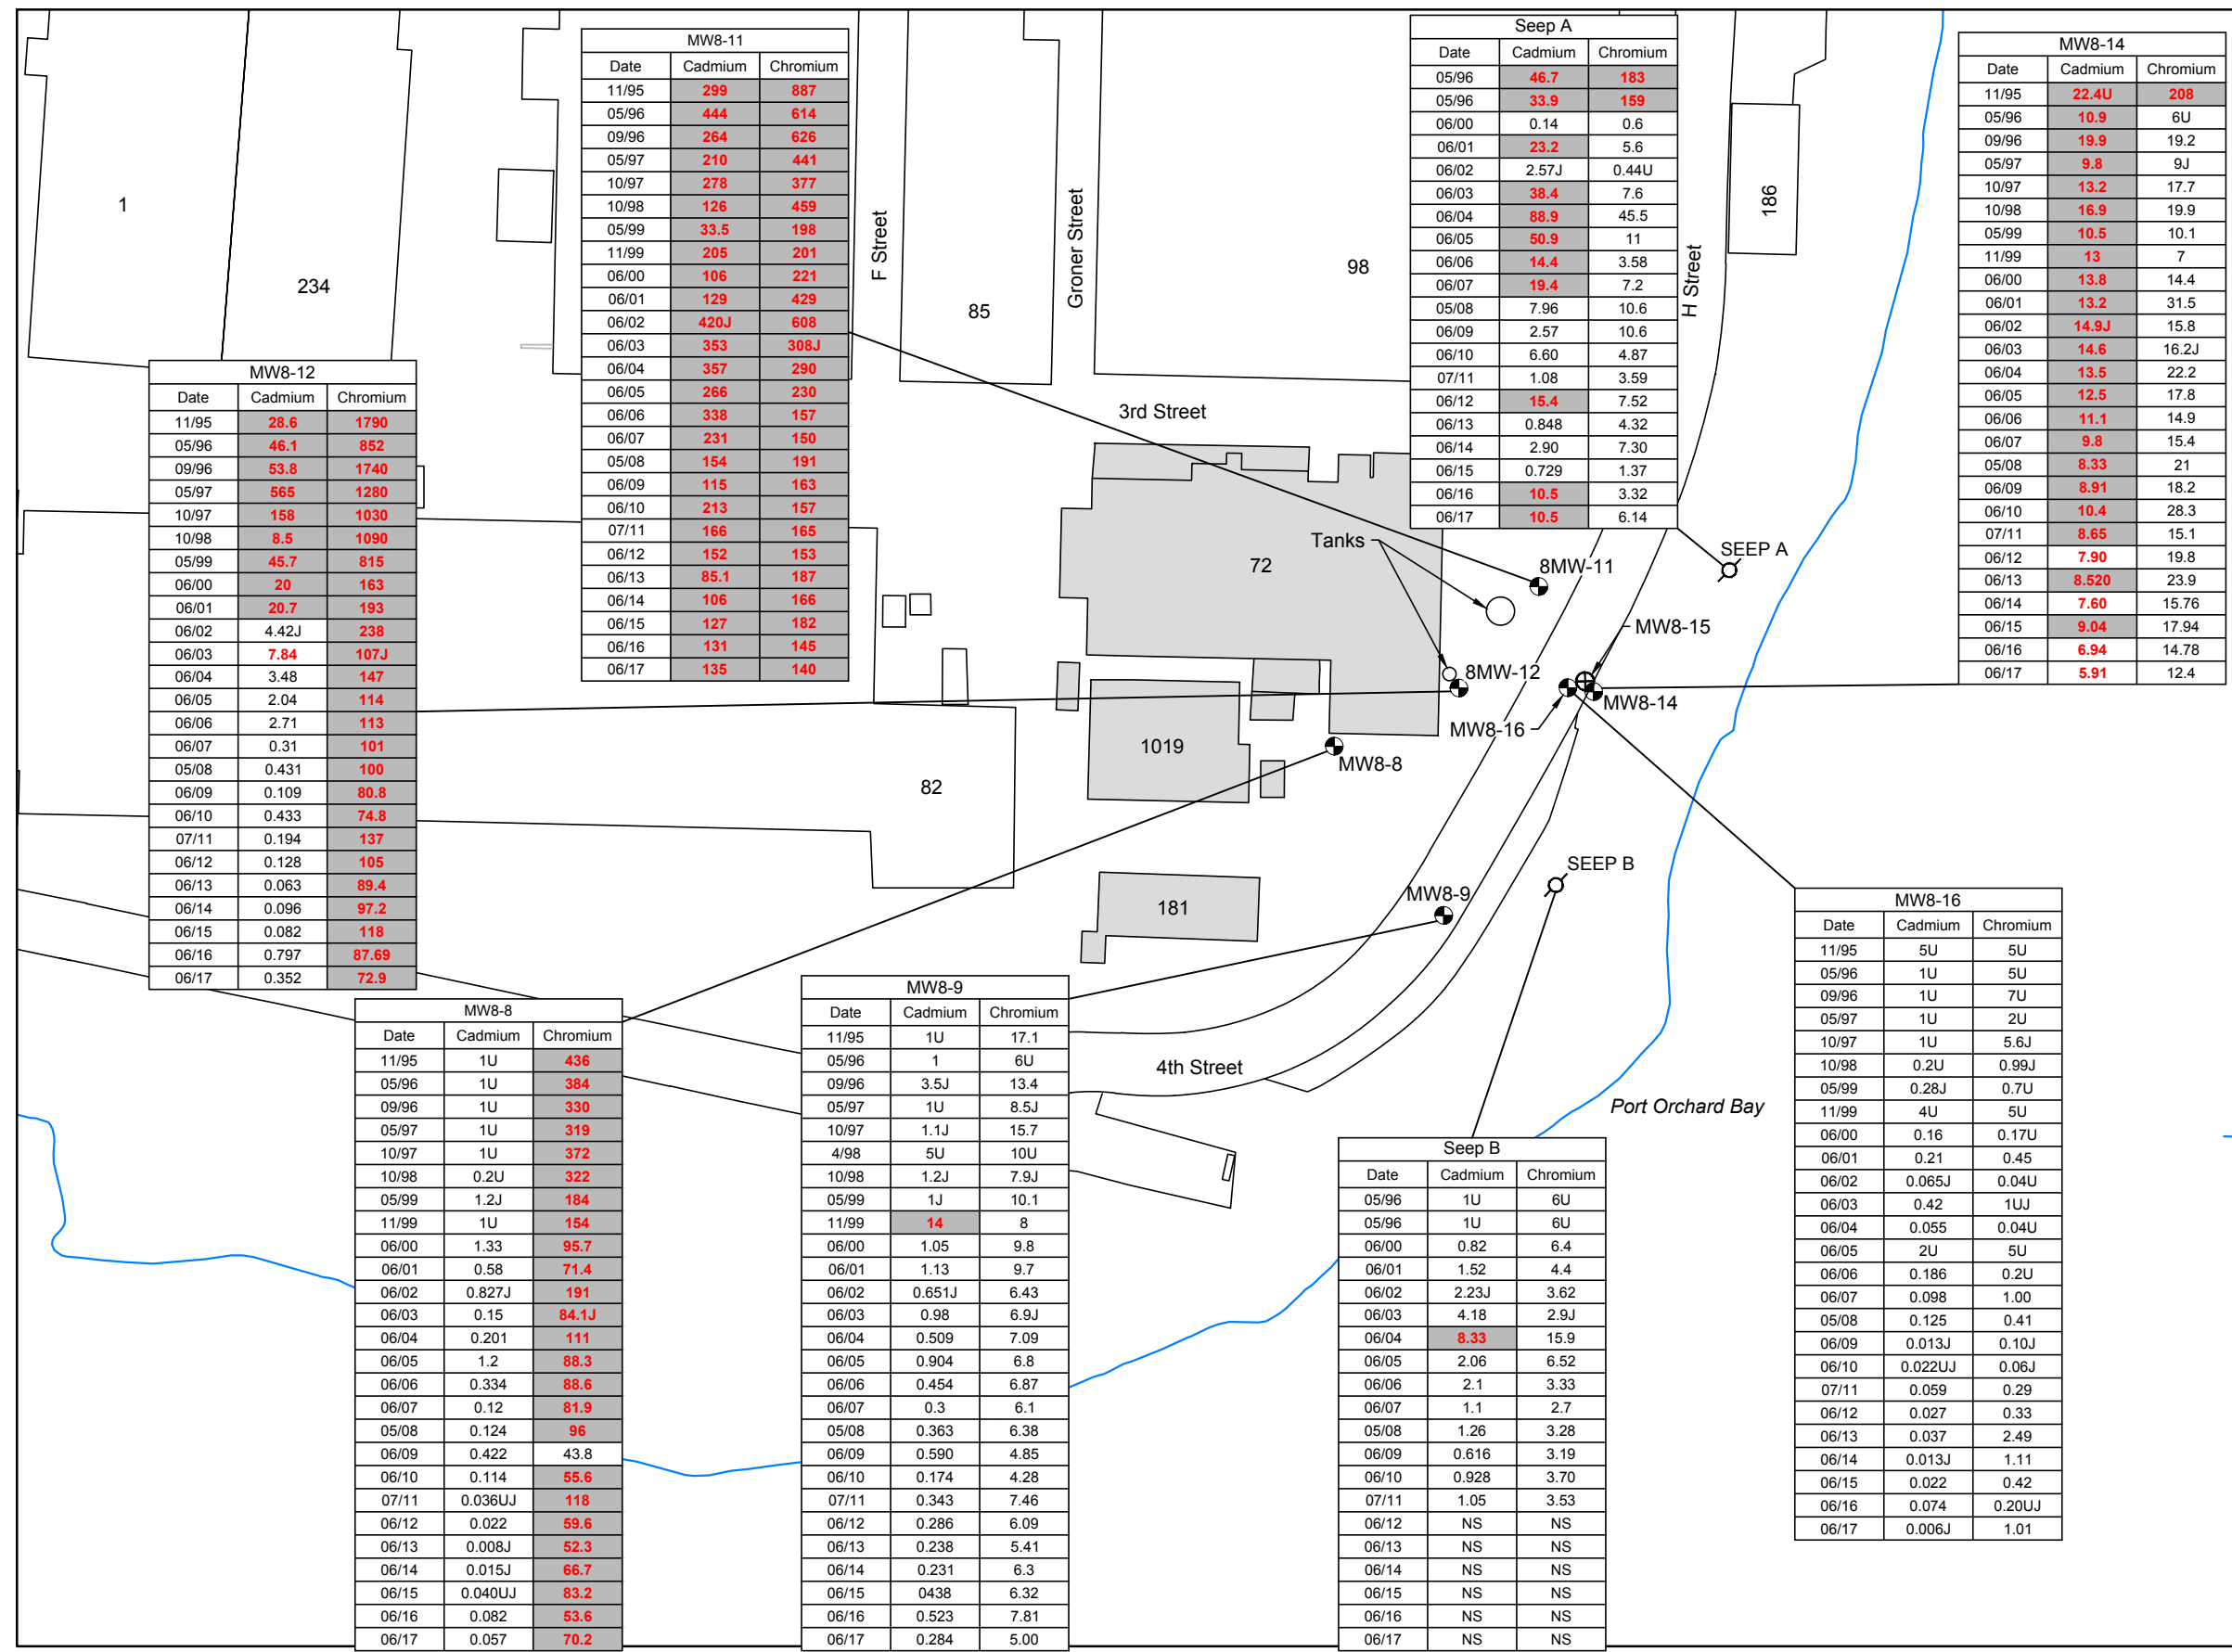 MW8-11
Date Cadmium Chromium
11/95 299 887
05/96 444 614
09/96 264 626
05/97 210 441
10/97 278 377
10/98 126 459
05/99 33.5 198
11/99 205 201
06/00 106 221
06/01 129 429
06/02 420J 608
06/03 353 308J
06/04 357 290
06/05 266 230
06/06 338 157
06/07 231 150
05/08 154 191
06/09 115 163
06/10 213 157
07/11 166 165
06/12 152 153
06/13 85.1 187
06/14 106 166
06/15 127 182
06/16 131 145
06/17 135 140
Seep A
Date Cadmium Chromium
05/96 46.7 183
05/96 33.9 159
06/00 0.14 0.6
06/01 23.2 5.6
06/02 2.57J 0.44U
06/03 38.4 7.6
06/04 88.9 45.5
06/05 50.9 11
06/06 14.4 3.58
06/07 19.4 7.2
05/08 7.96 10.6
06/09 2.57 10.6
06/10 6.60 4.87
07/11 1.08 3.59
06/12 15.4 7.52
06/13 0.848 4.32
06/14 2.90 7.30
06/15 0.729 1.37
06/16 10.5 3.32
06/17 10.5 6.14
MW8-14
Date Cadmium Chromium
11/95 22.4U 208
05/96 10.9 6U
09/96 19.9 19.2
05/97 9.8 9J
10/97 13.2 17.7
10/98 16.9 19.9
05/99 10.5 10.1
11/99 13 7
06/00 13.8 14.4
06/01 13.2 31.5
06/02 14.9J 15.8
06/03 14.6 16.2J
06/04 13.5 22.2
06/05 12.5 17.8
06/06 11.1 14.9
06/07 9.8 15.4
05/08 8.33 21
06/09 8.91 18.2
06/10 10.4 28.3
07/11 8.65 15.1
06/12 7.90 19.8
06/13 8.520 23.9
06/14 7.60 15.76
06/15 9.04 17.94
06/16 6.94 14.78
06/17 5.91 12.4
1
234
F Street
85
Groner Street
98
H Street
186
3rd Street
MW8-12
Date Cadmium Chromium
11/95 28.6 1790
05/96 46.1 852
09/96 53.8 1740
05/97 565 1280
10/97 158 1030
10/98 8.5 1090
05/99 45.7 815
06/00 20 163
06/01 20.7 193
06/02 4.42J 238
06/03 7.84 107J
06/04 3.48 147
06/05 2.04 114
06/06 2.71 113
06/07 0.31 101
05/08 0.431 100
06/09 0.109 80.8
06/10 0.433 74.8
07/11 0.194 137
06/12 0.128 105
06/13 0.063 89.4
06/14 0.096 97.2
06/15 0.082 118
06/16 0.797 87.69
06/17 0.352 72.9
Tanks
72
8MW-11
SEEP A
MW8-15
8MW-12
MW8-14
MW8-16
1019
MW8-8
82
SEEP B
MW8-9
181
4th Street
Port Orchard Bay
MW8-8
Date Cadmium Chromium
11/95 1U 436
05/96 1U 384
09/96 1U 330
05/97 1U 319
10/97 1U 372
10/98 0.2U 322
05/99 1.2J 184
11/99 1U 154
06/00 1.33 95.7
06/01 0.58 71.4
06/02 0.827J 191
06/03 0.15 84.1J
06/04 0.201 111
06/05 1.2 88.3
06/06 0.334 88.6
06/07 0.12 81.9
05/08 0.124 96
06/09 0.422 43.8
06/10 0.114 55.6
07/11 0.036UJ 118
06/12 0.022 59.6
06/13 0.008J 52.3
06/14 0.015J 66.7
06/15 0.040UJ 83.2
06/16 0.082 53.6
06/17 0.057 70.2
MW8-9
Date Cadmium Chromium
11/95 1U 17.1
05/96 1 6U
09/96 3.5J 13.4
05/97 1U 8.5J
10/97 1.1J 15.7
4/98 5U 10U
10/98 1.2J 7.9J
05/99 1J 10.1
11/99 14 8
06/00 1.05 9.8
06/01 1.13 9.7
06/02 0.651J 6.43
06/03 0.98 6.9J
06/04 0.509 7.09
06/05 0.904 6.8
06/06 0.454 6.87
06/07 0.3 6.1
05/08 0.363 6.38
06/09 0.590 4.85
06/10 0.174 4.28
07/11 0.343 7.46
06/12 0.286 6.09
06/13 0.238 5.41
06/14 0.231 6.3
06/15 0438 6.32
06/16 0.523 7.81
06/17 0.284 5.00
Seep B
Date Cadmium Chromium
05/96 1U 6U
05/96 1U 6U
06/00 0.82 6.4
06/01 1.52 4.4
06/02 2.23J 3.62
06/03 4.18 2.9J
06/04 8.33 15.9
06/05 2.06 6.52
06/06 2.1 3.33
06/07 1.1 2.7
05/08 1.26 3.28
06/09 0.616 3.19
06/10 0.928 3.70
07/11 1.05 3.53
06/12 NS NS
06/13 NS NS
06/14 NS NS
06/15 NS NS
06/16 NS NS
06/17 NS NS
MW8-16
Date Cadmium Chromium
11/95 5U 5U
05/96 1U 5U
09/96 1U 7U
05/97 1U 2U
10/97 1U 5.6J
10/98 0.2U 0.99J
05/99 0.28J 0.7U
11/99 4U 5U
06/00 0.16 0.17U
06/01 0.21 0.45
06/02 0.065J 0.04U
06/03 0.42 1UJ
06/04 0.055 0.04U
06/05 2U 5U
06/06 0.186 0.2U
06/07 0.098 1.00
05/08 0.125 0.41
06/09 0.013J 0.10J
06/10 0.022UJ 0.06J
07/11 0.059 0.29
06/12 0.027 0.33
06/13 0.037 2.49
06/14 0.013J 1.11
06/15 0.022 0.42
06/16 0.074 0.20UJ
06/17 0.006J 1.01